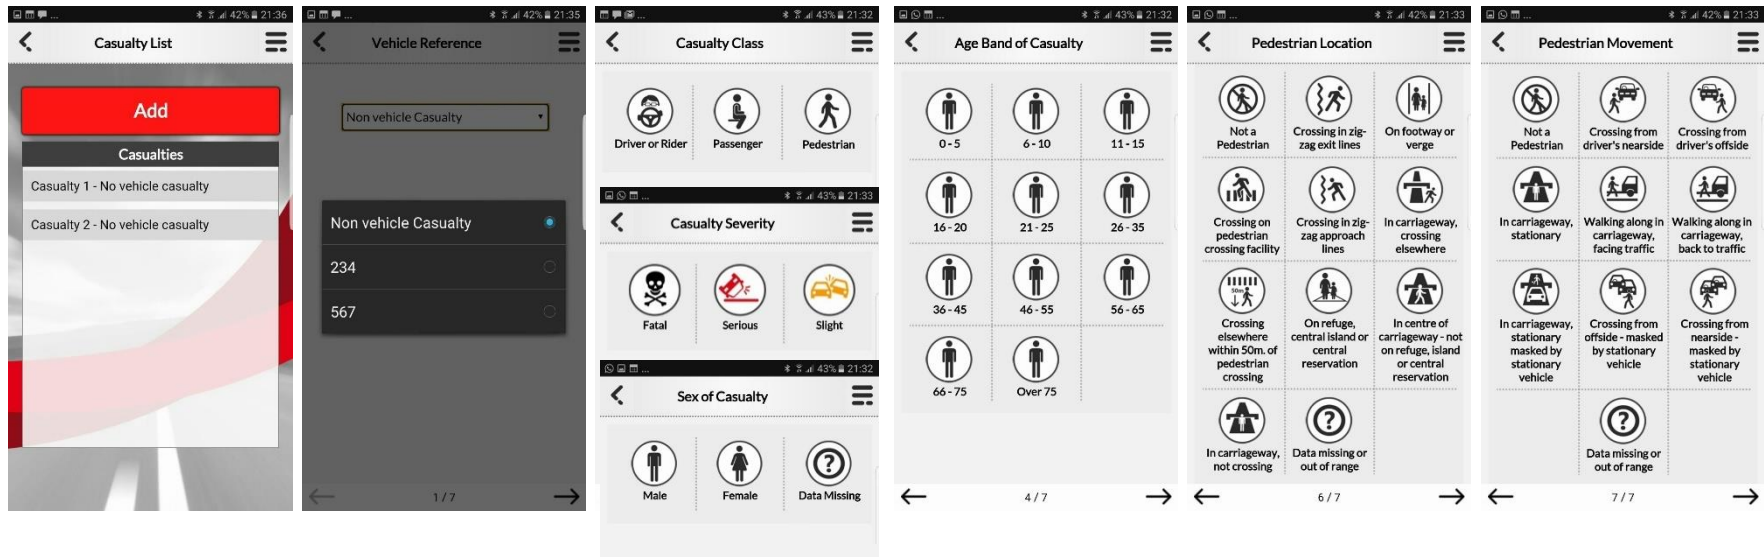 ... 42% 21:36
Casualty List
Add
Casualties
Casualty 1 - No vehicle casualty
Casualty 2 - No vehicle casualty
... 42% 21:35
Vehicle Reference
Non vehicle Casualty
Non vehicle Casualty
234
567
1 / 7
... 43% 21:32
Casualty Class
Driver or Rider
Passenger
Pedestrian
... 43% 21:33
Casualty Severity
Fatal
Serious
Slight
... 43% 21:32
Sex of Casualty
Male
Female
Data Missing
... 43% 21:32
Age Band of Casualty
0 - 5
6 - 10
11 - 15
16 - 20
21 - 25
26 - 35
36 - 45
46 - 55
56 - 65
66 - 75
Over 75
4 / 7
... 42% 21:33
Pedestrian Location
Not a
Pedestrian
Crossing in zig-
zag exit lines
On footway or
verge
Crossing on
pedestrian
crossing facility
Crossing in zig-
zag approach
lines
In carriageway,
crossing
elsewhere
50m
Crossing
elsewhere
within 50m. of
pedestrian
crossing
On refuge,
central island or
central
reservation
In centre of
carriageway - not
on refuge, island
or central
reservation
In carriageway,
not crossing
Data missing or
out of range
6 / 7
... 42% 21:33
Pedestrian Movement
Not a
Pedestrian
Crossing from
driver's nearside
Crossing from
driver's offside
In carriageway,
stationary
Walking along in
carriageway,
facing traffic
Walking along in
carriageway,
back to traffic
In carriageway,
stationary
masked by
stationary
vehicle
Crossing from
offside - masked
by stationary
vehicle
Crossing from
nearside -
masked by
stationary
vehicle
Data missing or
out of range
7 / 7